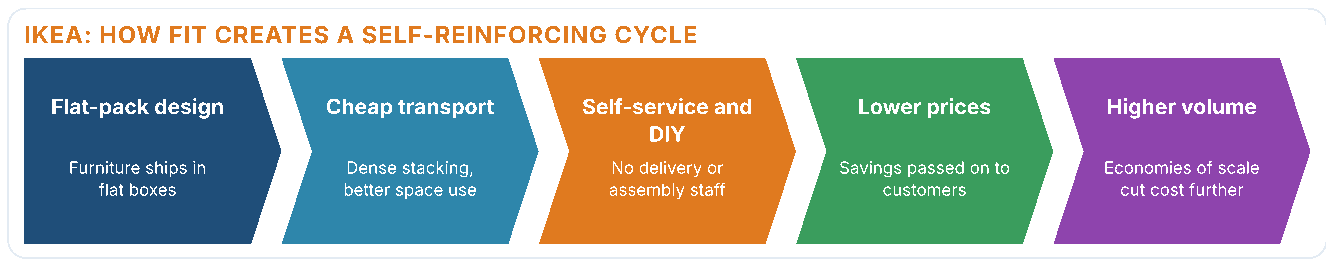 IKEA: HOW FIT CREATES A SELF-REINFORCING CYCLE
Flat-pack design
Furniture ships in
flat boxes
Cheap transport
Dense stacking,
better space use
Self-service and
DIY
No delivery or
assembly staff
Lower prices
Savings passed on to
customers
Higher volume
Economies of scale
cut cost further